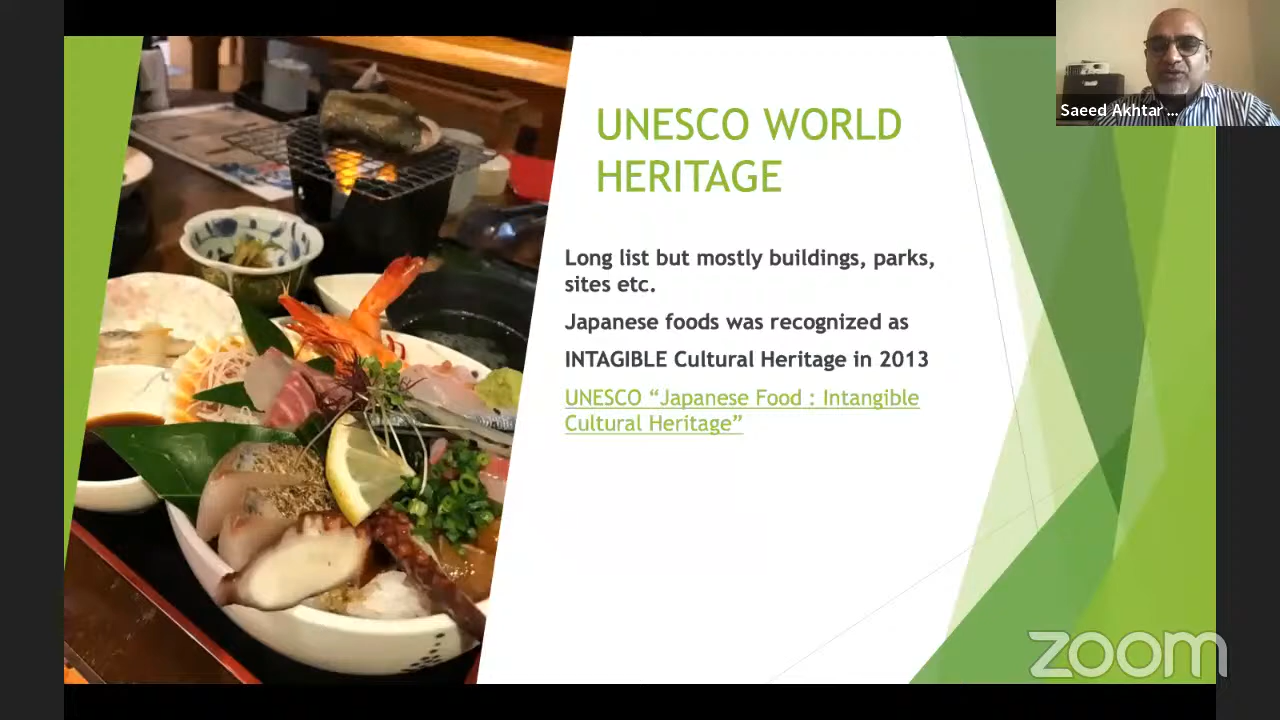 Saeed Akhtar ...
UNESCO WORLD
HERITAGE
Long list but mostly buildings, parks,
sites etc.
Japanese foods was recognized as
INTAGIBLE Cultural Heritage in 2013
UNESCO “Japanese Food : Intangible
Cultural Heritage”
zoom